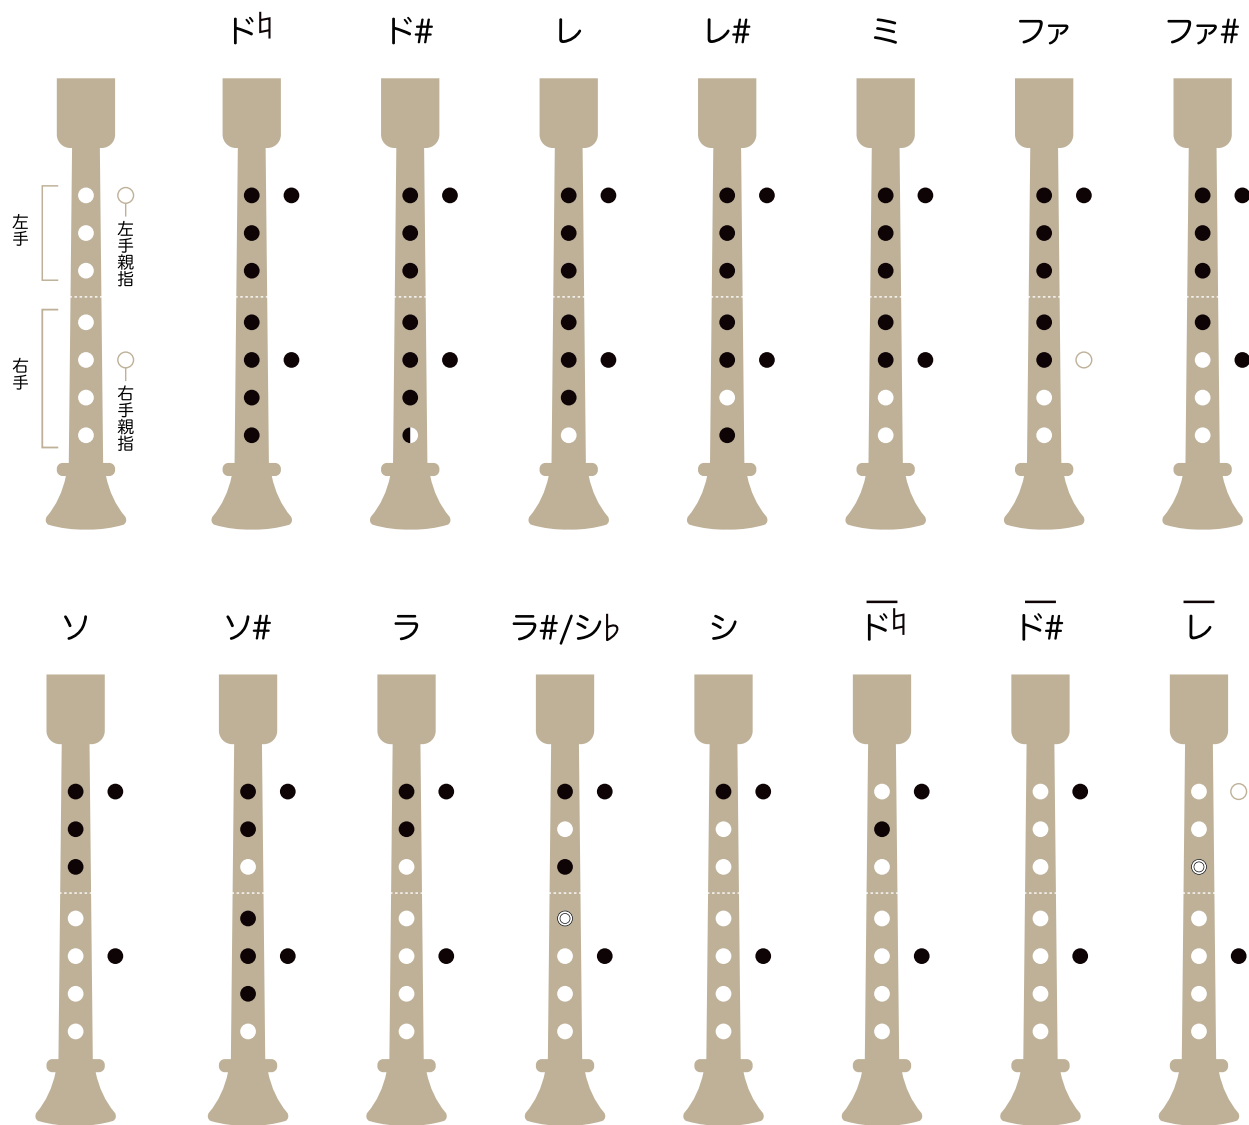 ド♮ ド# レ レ# ミ ファ ファ#
左手
左手親指
右手
右手親指
ソ ソ# ラ ラ#/シ♭ シ ド♮ ド# レ